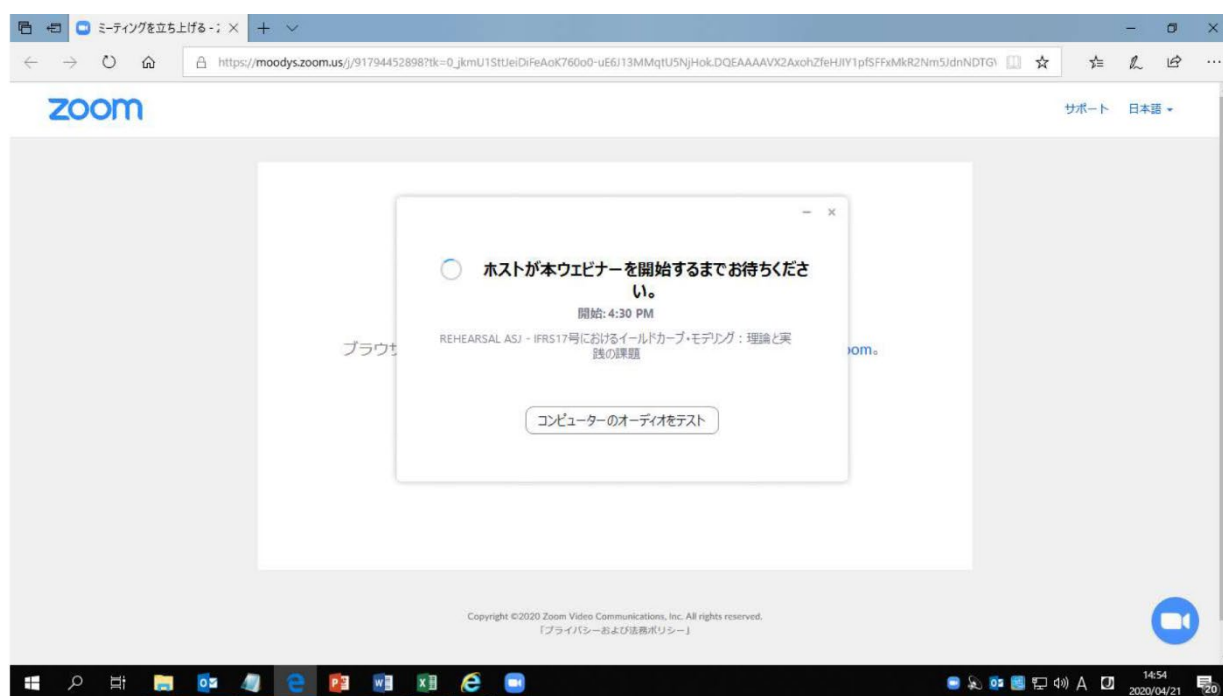 ミーティングを立ち上げる - ;
https://moodys.zoom.us/j/91794452898?tk=0_jkmU1SttJeiDiFeAoK760o0-uE6J13MMqtU5NjHok.DQEAAAAVX2AxohZfeHJIY1pfSFFxMkR2Nm5JdnNDTG\
zoom
サポート 日本語
ホストが本ウェビナーを開始するまでお待ちくださ
い。
開始: 4:30 PM
REHEARSAL ASJ - IFRS17号におけるイールドカーブ・モデリング：理論と実
践の課題
ブラウザ
oom。
コンピューターのオーディオをテスト
Copyright ©2020 Zoom Video Communications, Inc. All rights reserved.
「プライバシーおよび法務ポリシー」
A
14:54
2020/04/21
20